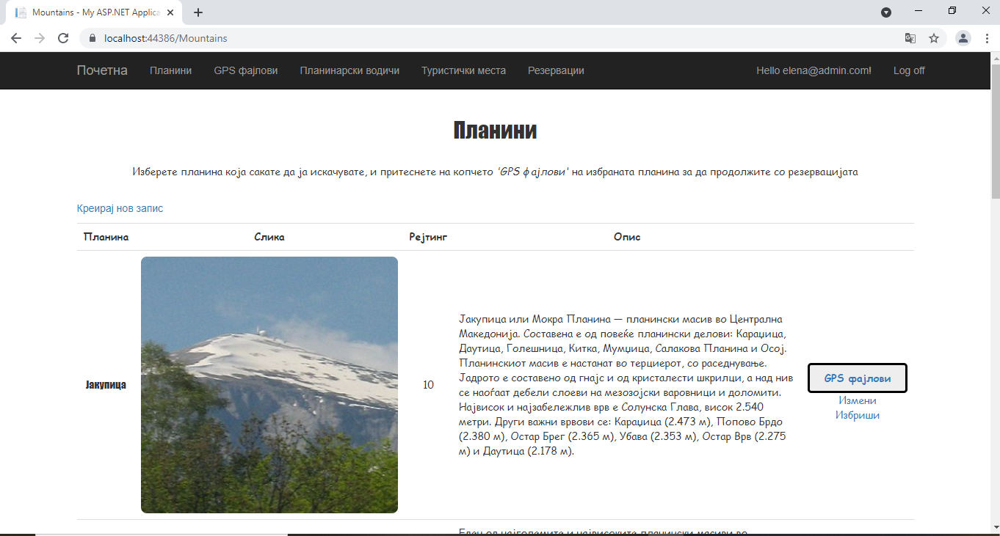 Mountains - My ASP.NET Applica
localhost:44386/Mountains
Почетна Планини GPS фајлови Планинарски водичи Туристички места Резервации Hello elena@admin.com! Log off
Планини
Изберете планина која сакате да ја искачувате, и притеснете на копчето 'GPS фајлови' на избраната планина за да продолжите со резервацијата
Креирај нов запис
Планина Слика Рејтинг Опис
Јакупица
10
Јакупица или Мокра Планина — планински масив во Централна
Македонија. Составена е од повеќе планински делови: Караџица,
Даутица, Голешница, Китка, Мумџица, Салакова Планина и Осој.
Планинскиот масив е настанат во терциерот, со раседнување.
Јадрото е составено од гнајс и од кристалести шкрилци, а над нив
се наоѓаат дебели слоеви на мезозојски варовници и доломити.
Највисок и најзабележлив врв е Солунска Глава, висок 2.540
метри. Други важни врвови се: Караџица (2.473 м), Попово Брдо
(2.380 м), Остар Брег (2.365 м), Убава (2.353 м), Остар Врв (2.275
м) и Даутица (2.178 м).
GPS фајлови
Измени
Избриши
Еден од најголемите и највисоките планински масиви во